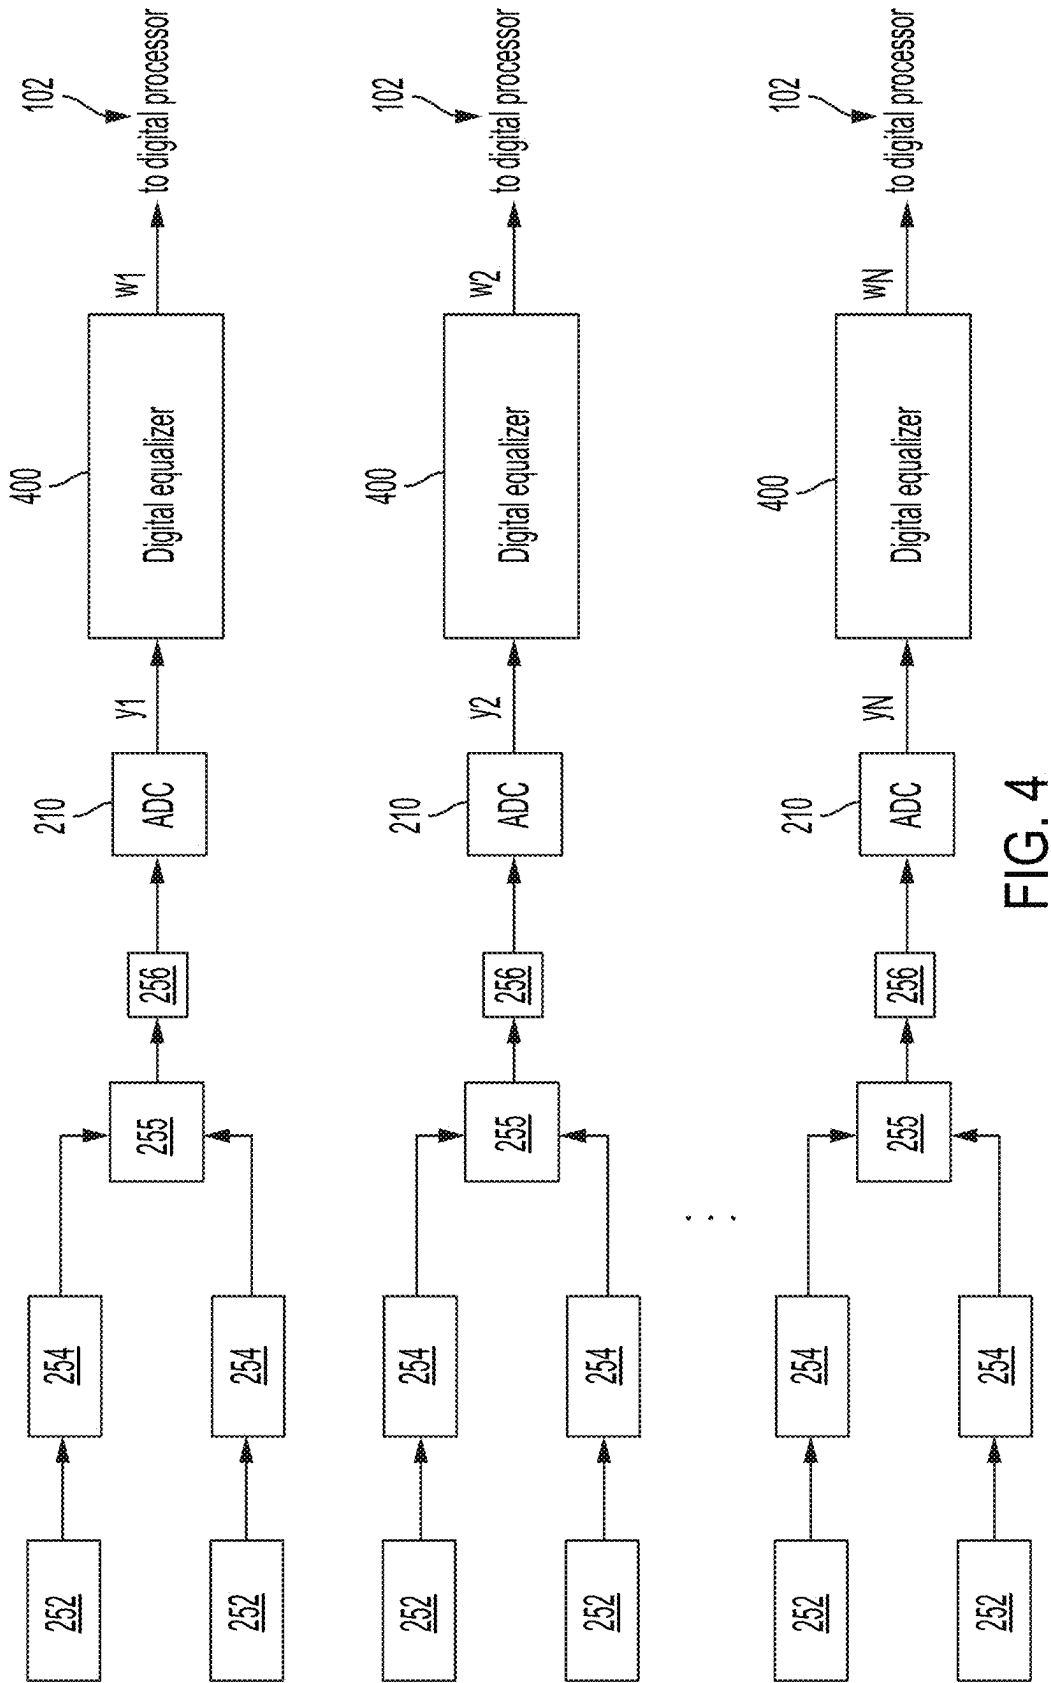 252
254
255
256
210
ADC
y1
400
Digital equalizer
w1
102
to digital processor
252
254
252
254
255
256
210
ADC
y2
400
Digital equalizer
w2
102
to digital processor
252
254
. . .
252
254
255
256
210
ADC
yN
400
Digital equalizer
wN
102
to digital processor
252
254
FIG. 4